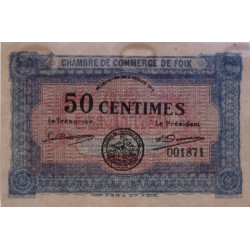 CHAMBRE DE COMMERCE DE FOIX
50 CENTIMES
Le Trésorier Le Président
001871